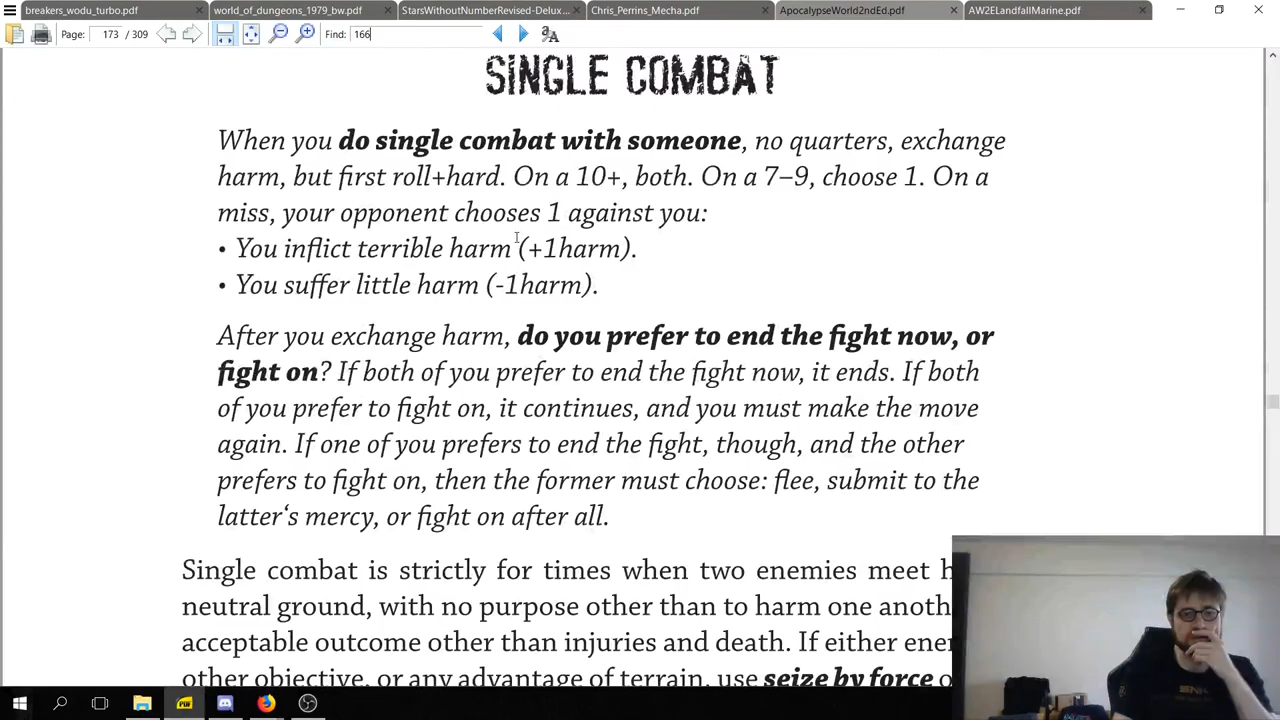 breakers_wodu_turbo.pdf
world_of_dungeons_1979_bw.pdf
StarsWithoutNumberRevised-Delux...
Chris_Perrins_Mecha.pdf
ApocalypseWorld2ndEd.pdf
AW2ELandfallMarine.pdf
Page: 173 / 309 Find: 166
SINGLE COMBAT
When you do single combat with someone, no quarters, exchange
harm, but first roll+hard. On a 10+, both. On a 7–9, choose 1. On a
miss, your opponent chooses 1 against you:
• You inflict terrible harm (+1harm).
• You suffer little harm (-1harm).
After you exchange harm, do you prefer to end the fight now, or
fight on? If both of you prefer to end the fight now, it ends. If both
of you prefer to fight on, it continues, and you must make the move
again. If one of you prefers to end the fight, though, and the other
prefers to fight on, then the former must choose: flee, submit to the
latter‘s mercy, or fight on after all.
Single combat is strictly for times when two enemies meet
neutral ground, with no purpose other than to harm one
acceptable outcome other than injuries and death. If either
other objective, or any advantage of terrain, use seize by force
PDF